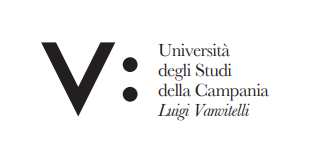 V:
Università
degli Studi
della Campania
Luigi Vanvitelli